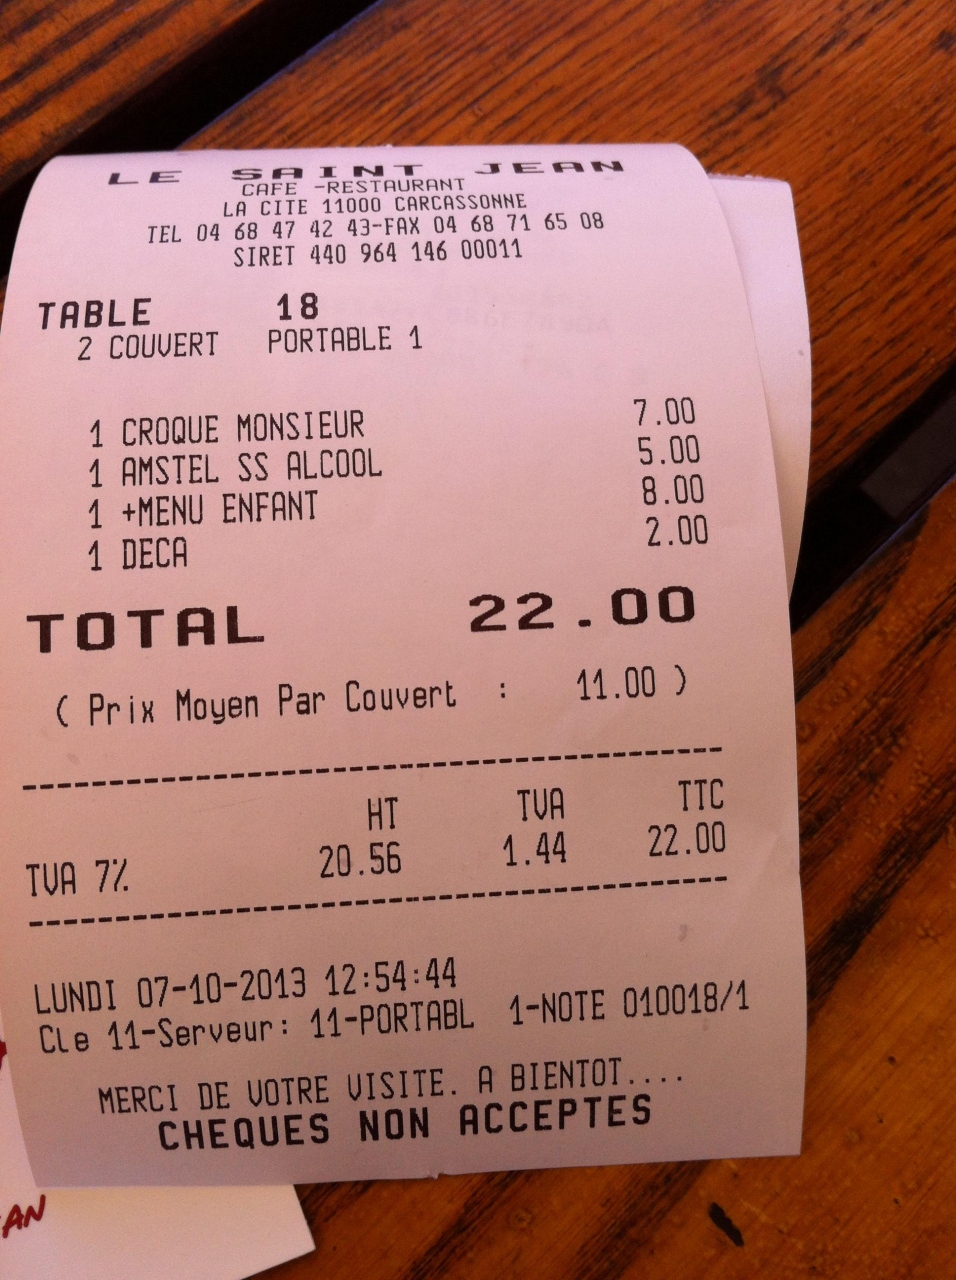 LE SAINT JEAN
CAFE -RESTAURANT
LA CITE 11000 CARCASSONNE
TEL 04 68 47 42 43-FAX 04 68 71 65 08
SIRET 440 964 146 00011
TABLE 18
2 COUVERT PORTABLE 1
1 CROQUE MONSIEUR 7.00
1 AMSTEL SS ALCOOL 5.00
1 +MENU ENFANT 8.00
1 DECA 2.00
TOTAL 22.00
( Prix Moyen Par Couvert : 11.00 )
HT TVA TTC
TVA 7% 20.56 1.44 22.00
LUNDI 07-10-2013 12:54:44
Cle 11-Serveur: 11-PORTABL 1-NOTE 010018/1
MERCI DE VOTRE VISITE. A BIENTOT....
CHEQUES NON ACCEPTES
AN